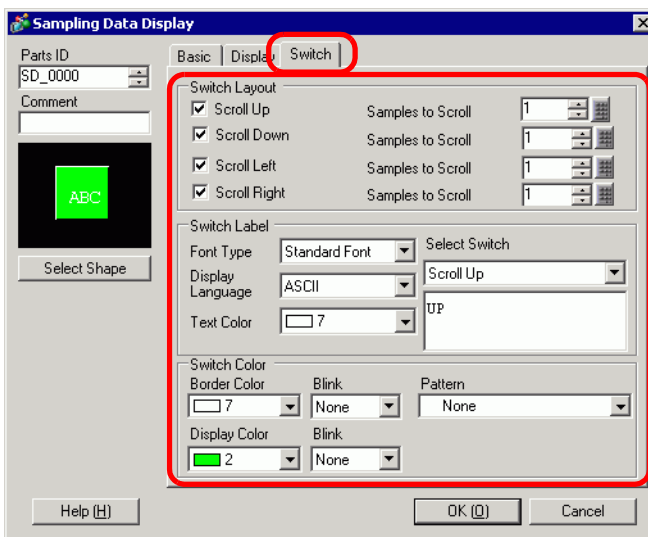 Sampling Data Display
Parts ID
SD_0000
Comment
ABC
Select Shape
Basic Display Switch
Switch Layout
Scroll Up Samples to Scroll 1
Scroll Down Samples to Scroll 1
Scroll Left Samples to Scroll 1
Scroll Right Samples to Scroll 1
Switch Label
Font Type Standard Font
Display Language ASCII
Text Color 7
Select Switch
Scroll Up
UP
Switch Color
Border Color Blink Pattern
7 None None
Display Color Blink
2 None
Help (H) OK (O) Cancel